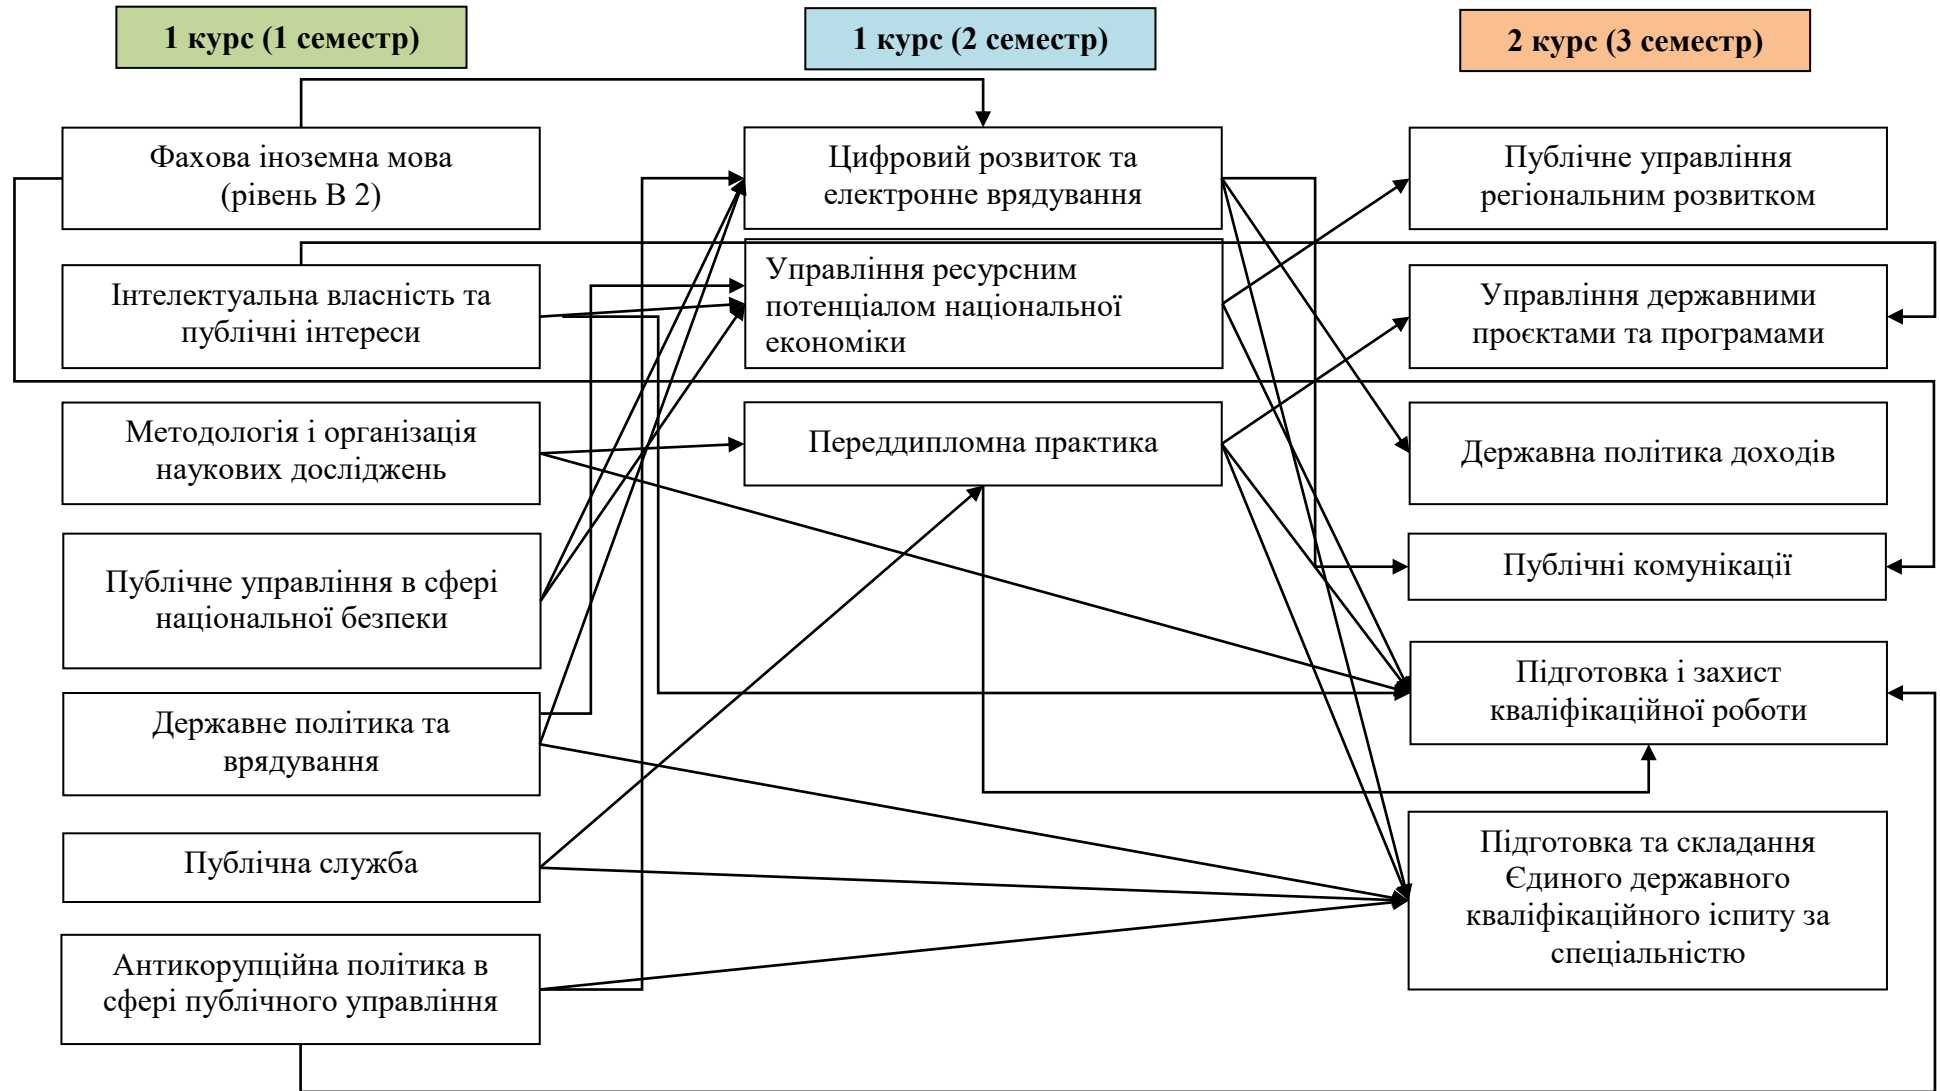 1 курс (1 семестр)
1 курс (2 семестр)
2 курс (3 семестр)
Фахова іноземна мова
(рівень В 2)
Інтелектуальна власність та
публічні інтереси
Методологія і організація
наукових досліджень
Публічне управління в сфері
національної безпеки
Державне політика та
врядування
Публічна служба
Антикорупційна політика в
сфері публічного управління
Цифровий розвиток та
електронне врядування
Управління ресурсним
потенціалом національної
економіки
Переддипломна практика
Публічне управління
регіональним розвитком
Управління державними
проєктами та програмами
Державна політика доходів
Публічні комунікації
Підготовка і захист
кваліфікаційної роботи
Підготовка та складання
Єдиного державного
кваліфікаційного іспиту за
спеціальністю